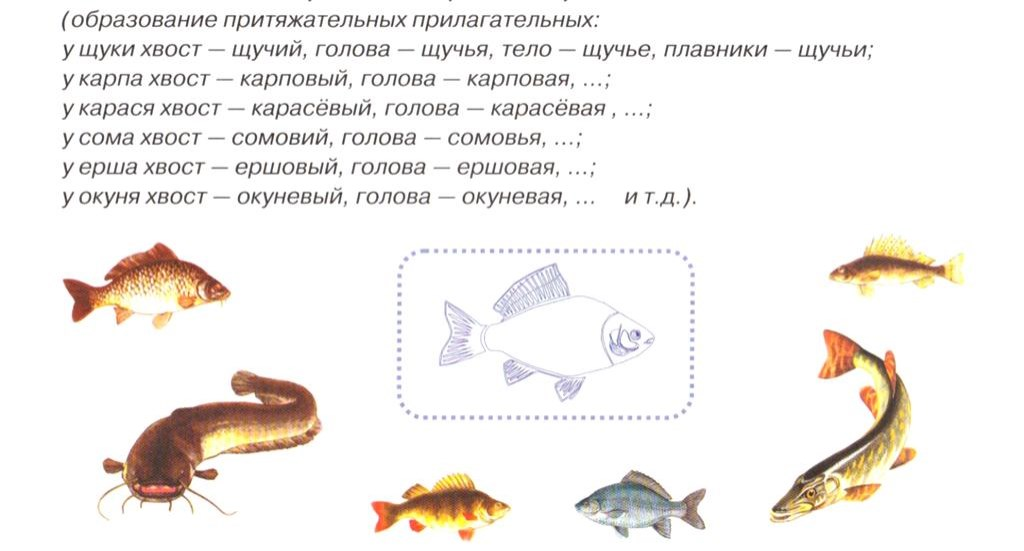 (образование притяжательных прилагательных:
у щуки хвост — щучий, голова — щучья, тело — щучье, плавники — щучьи;
у карпа хвост — карповый, голова — карповая, ...;
у карася хвост — карасёвый, голова — карасёвая , ...;
у сома хвост — сомовий, голова — сомовья, ...;
у ерша хвост — ершовый, голова — ершовая, ...;
у окуня хвост — окуневый, голова — окуневая, ... и т.д.).